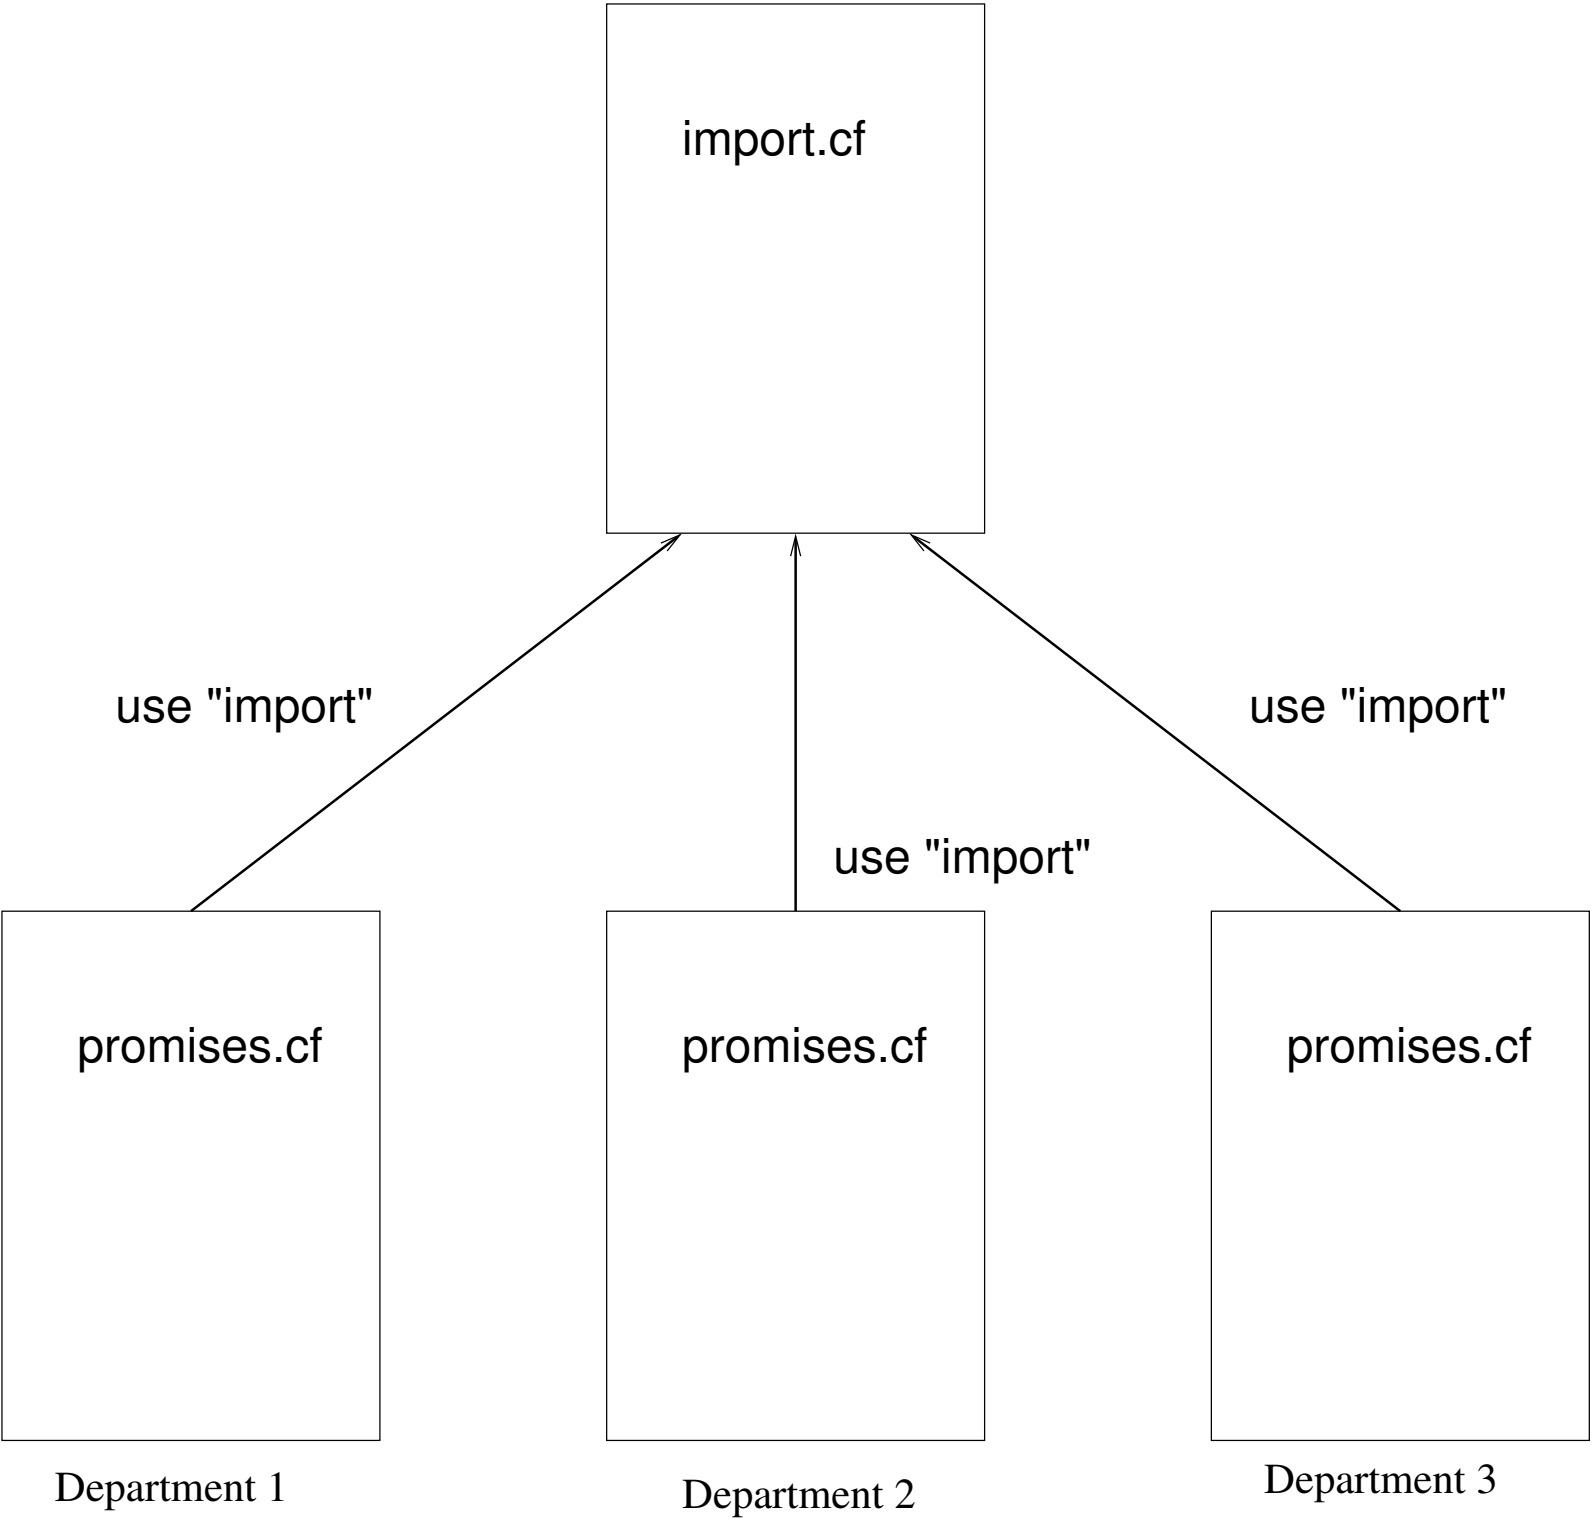 import.cf
use "import"
use "import"
use "import"
promises.cf
promises.cf
promises.cf
Department 1
Department 2
Department 3